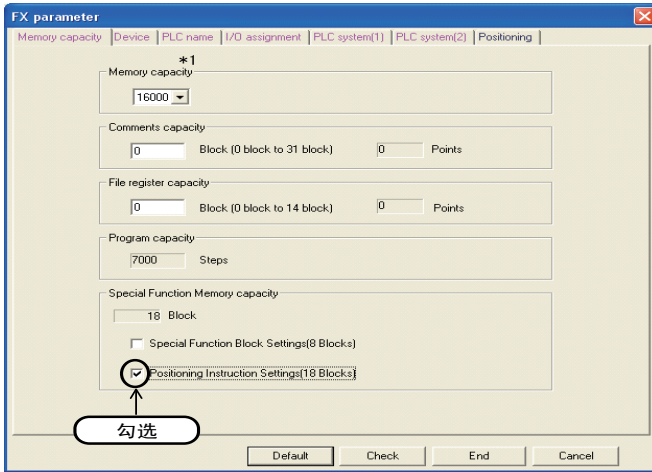 FX parameter
Memory capacity Device PLC name I/O assignment PLC system(1) PLC system(2) Positioning
*1
Memory capacity
16000
Comments capacity
0 Block (0 block to 31 block) 0 Points
File register capacity
0 Block (0 block to 14 block) 0 Points
Program capacity
7000 Steps
Special Function Memory capacity
18 Block
Special Function Block Settings(8 Blocks)
Positioning Instruction Settings(18 Blocks)
勾选
Default Check End Cancel